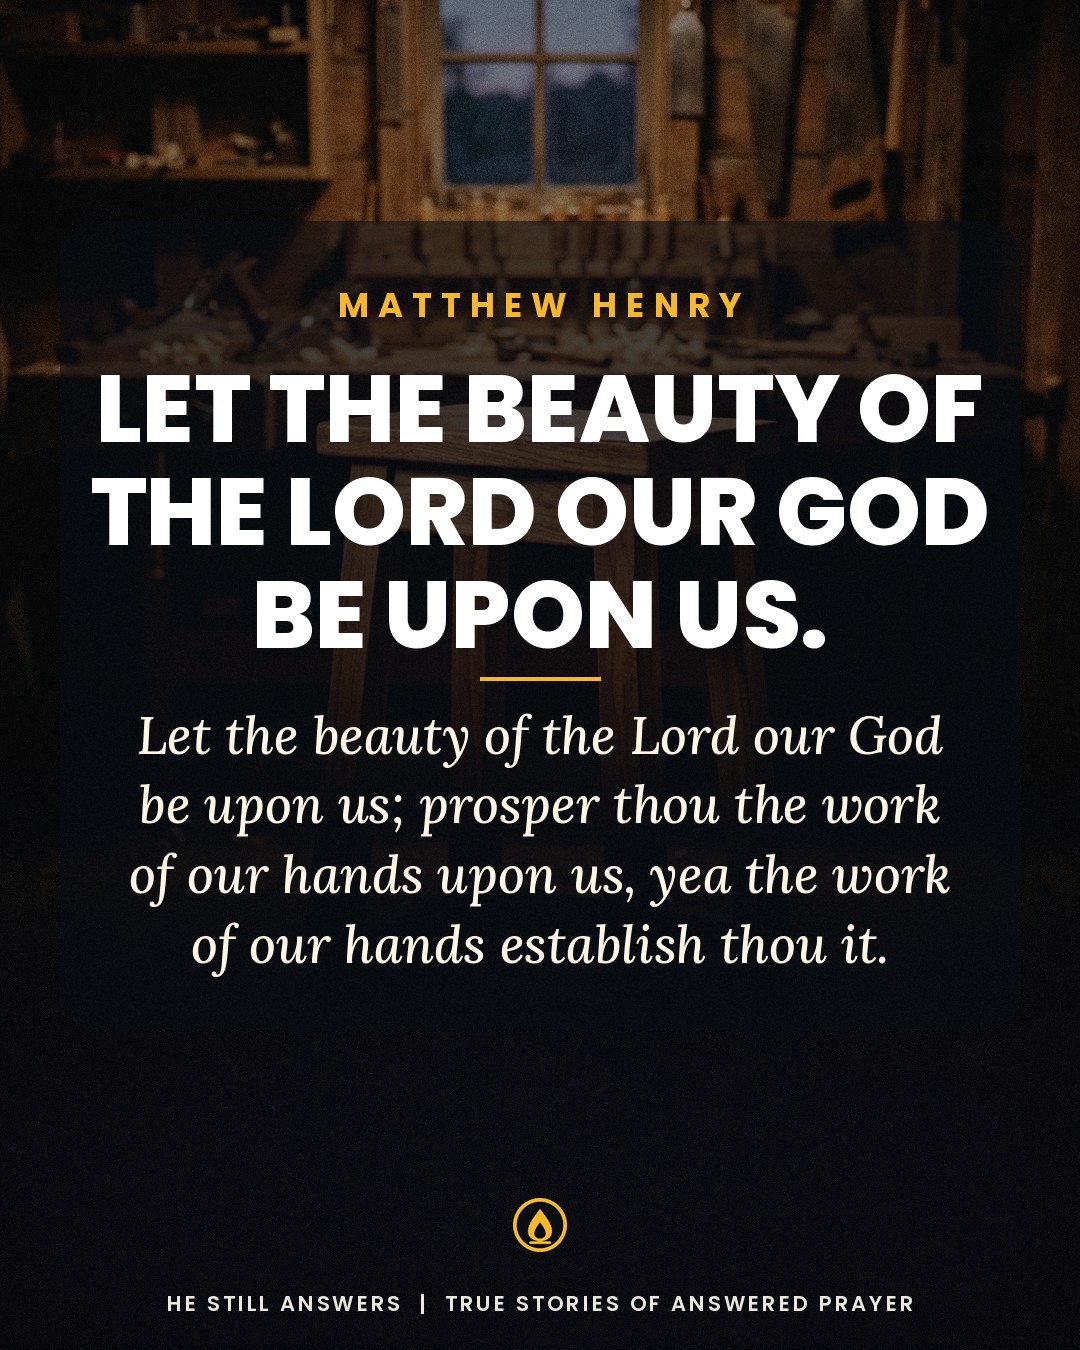 MATTHEW HENRY
LET THE BEAUTY OF
THE LORD OUR GOD
BE UPON US.
Let the beauty of the Lord our God
be upon us; prosper thou the work
of our hands upon us, yea the work
of our hands establish thou it.
HE STILL ANSWERS | TRUE STORIES OF ANSWERED PRAYER